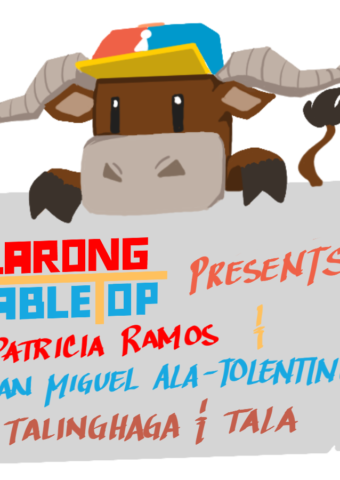 LARONG
ABLETOP
PRESENTS
PATRICIA RAMOS &
AN MIGUEL ALA-TOLENTIN
TALINGHAGA & TALA